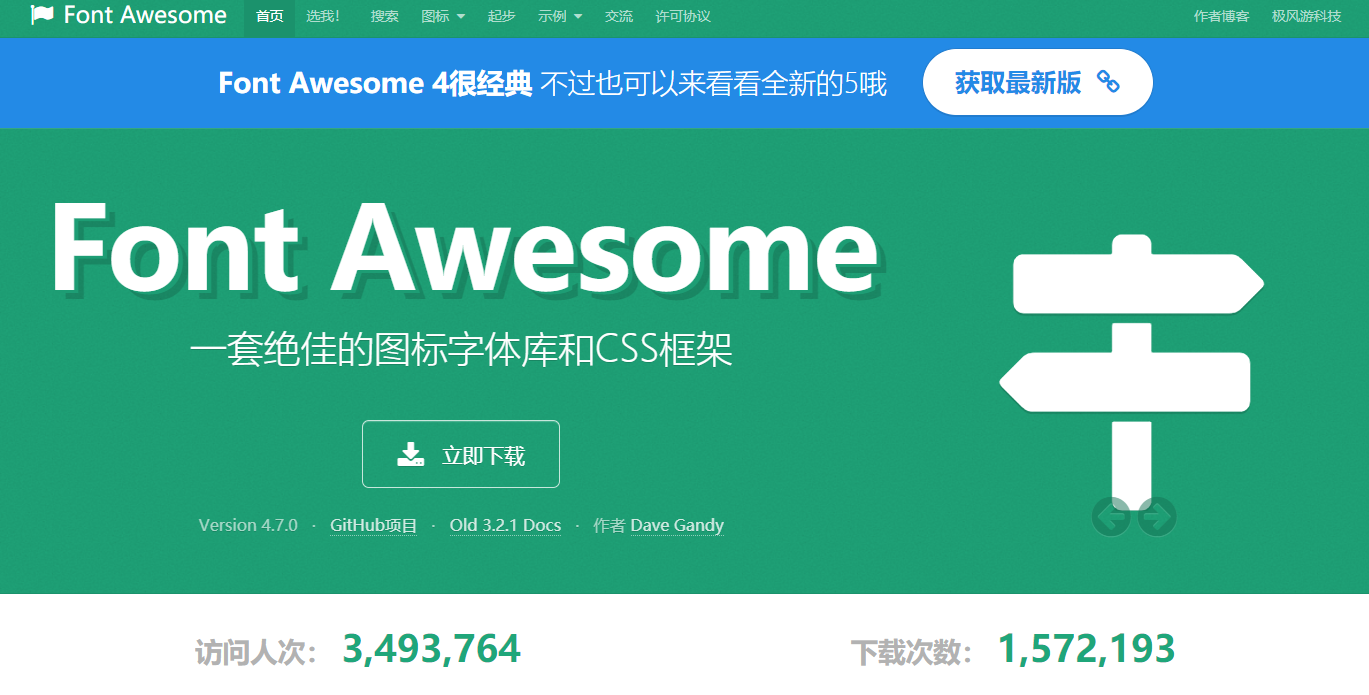 Font Awesome 首页 选我！ 搜索 图标 起步 示例 交流 许可协议 作者博客 极风游科技
Font Awesome 4很经典 不过也可以来看看全新的5哦 获取最新版
Font Awesome
一套绝佳的图标字体库和CSS框架
立即下载
Version 4.7.0 · GitHub项目 · Old 3.2.1 Docs · 作者 Dave Gandy
访问人次： 3,493,764 下载次数： 1,572,193